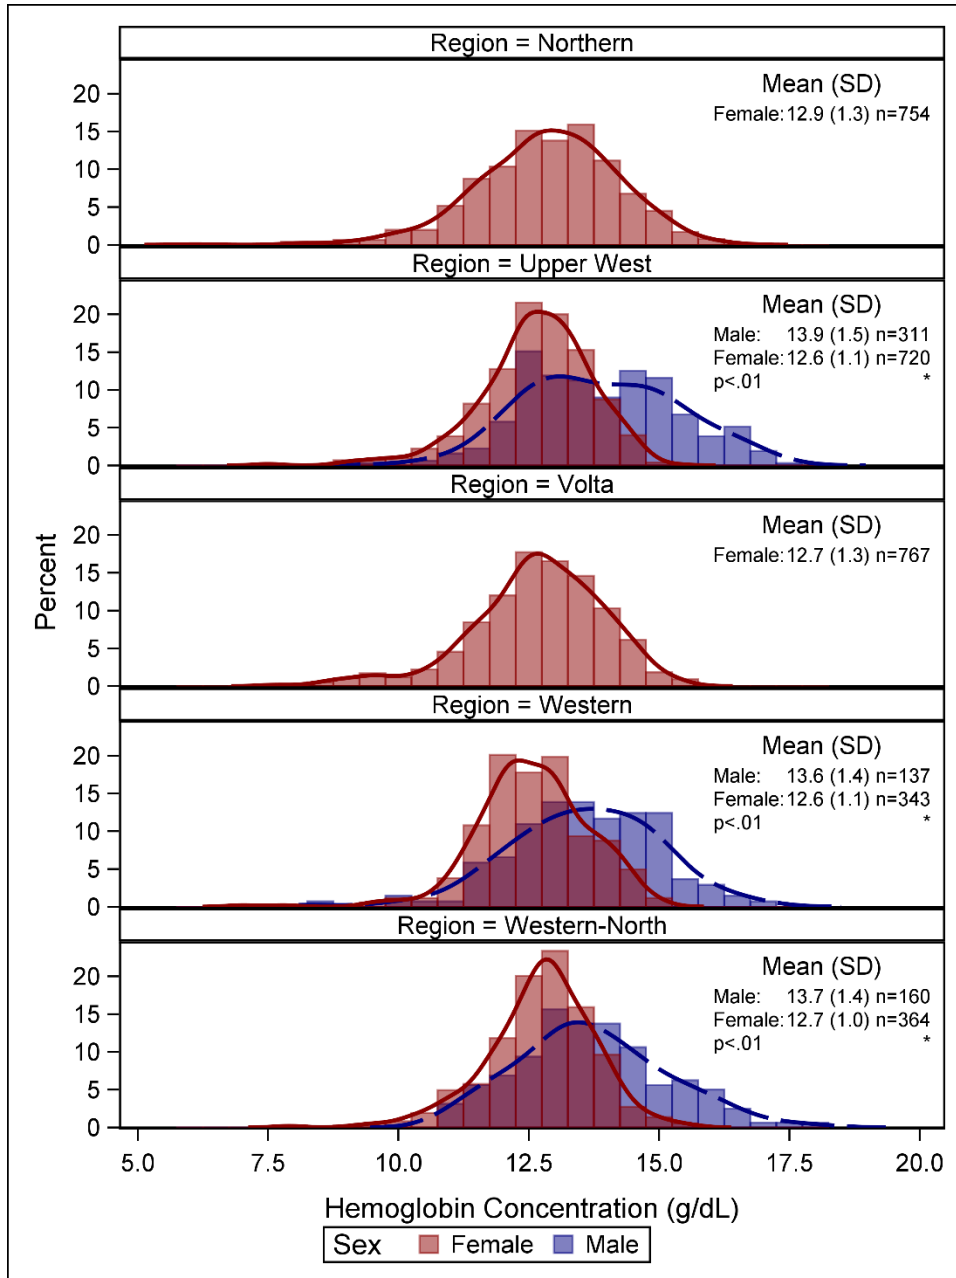 Region = Northern
20
15
10
5
0
Mean (SD)
Female: 12.9 (1.3) n=754
Region = Upper West
20
15
10
5
0
Mean (SD)
Male: 13.9 (1.5) n=311
Female: 12.6 (1.1) n=720
p<.01 *
Region = Volta
20
15
10
5
0
Mean (SD)
Female: 12.7 (1.3) n=767
Percent
Region = Western
20
15
10
5
0
Mean (SD)
Male: 13.6 (1.4) n=137
Female: 12.6 (1.1) n=343
p<.01 *
Region = Western-North
20
15
10
5
0
Mean (SD)
Male: 13.7 (1.4) n=160
Female: 12.7 (1.0) n=364
p<.01 *
5.0 7.5 10.0 12.5 15.0 17.5 20.0
Hemoglobin Concentration (g/dL)
Sex Female Male